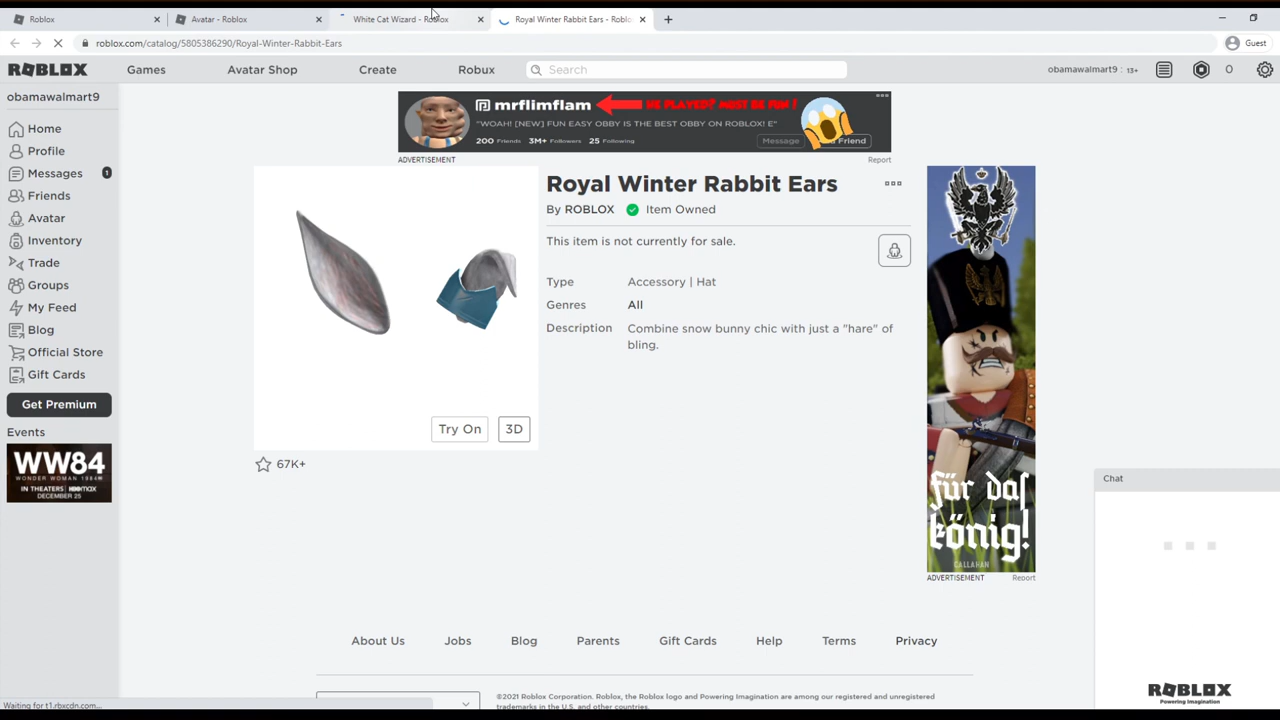 Roblox
Avatar - Roblox
White Cat Wizard - Roblox
Royal Winter Rabbit Ears - Roblo
roblox.com/catalog/5805386290/Royal-Winter-Rabbit-Ears
Guest
ROBLOX
Games
Avatar Shop
Create
Robux
Search
obamawalmart9 : 13+
0
obamawalmart9
Home
Profile
Messages
1
Friends
Avatar
Inventory
Trade
Groups
My Feed
Blog
Official Store
Gift Cards
Get Premium
Events
WW84
WONDER WOMAN 1984
IN THEATERS | HBOmax
DECEMBER 25
mrflimflam
HE PLAYED? MUST BE FUN !
"WOAH! [NEW] FUN EASY OBBY IS THE BEST OBBY ON ROBLOX! E"
200 Friends 3M+ Followers 25 Following
Message
Friend
ADVERTISEMENT
Report
Royal Winter Rabbit Ears
By ROBLOX
Item Owned
This item is not currently for sale.
Type
Accessory | Hat
Genres
All
Description
Combine snow bunny chic with just a "hare" of
bling.
Try On
3D
67K+
für das
könig!
CALLAHAN
ADVERTISEMENT
Report
Chat
About Us
Jobs
Blog
Parents
Gift Cards
Help
Terms
Privacy
©2021 Roblox Corporation. Roblox, the Roblox logo and Powering Imagination are among our registered and unregistered
trademarks in the U.S. and other countries.
Waiting for t1.rbxcdn.com...
ROBLOX
Powering Imagination